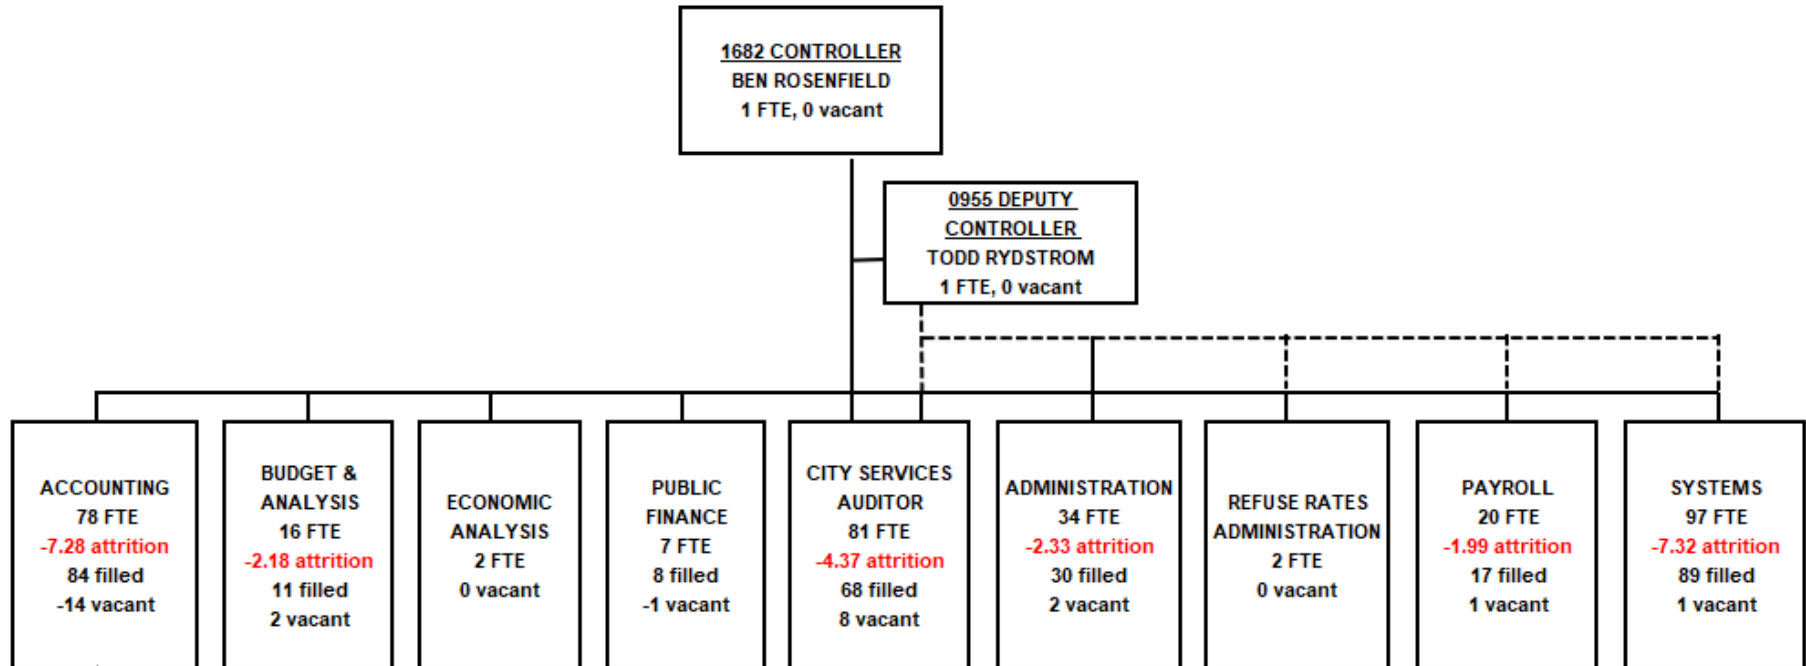 1682 CONTROLLER
BEN ROSENFIELD
1 FTE, 0 vacant
0955 DEPUTY
CONTROLLER
TODD RYDSTROM
1 FTE, 0 vacant
ACCOUNTING
78 FTE
-7.28 attrition
84 filled
-14 vacant
BUDGET &
ANALYSIS
16 FTE
-2.18 attrition
11 filled
2 vacant
ECONOMIC
ANALYSIS
2 FTE
0 vacant
PUBLIC
FINANCE
7 FTE
8 filled
-1 vacant
CITY SERVICES
AUDITOR
81 FTE
-4.37 attrition
68 filled
8 vacant
ADMINISTRATION
34 FTE
-2.33 attrition
30 filled
2 vacant
REFUSE RATES
ADMINISTRATION
2 FTE
0 vacant
PAYROLL
20 FTE
-1.99 attrition
17 filled
1 vacant
SYSTEMS
97 FTE
-7.32 attrition
89 filled
1 vacant